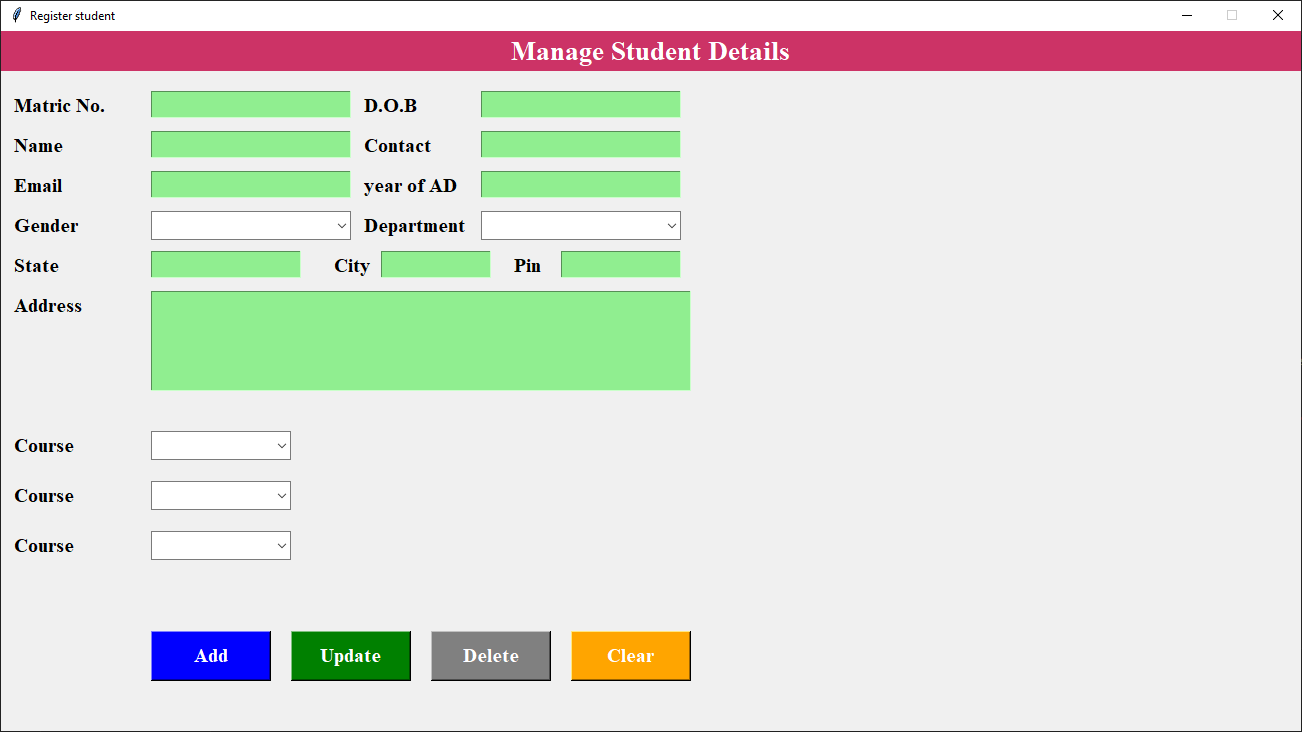 Register student
Manage Student Details
Matric No. D.O.B
Name Contact
Email year of AD
Gender Department
State City Pin
Address
Course
Course
Course
Add Update Delete Clear